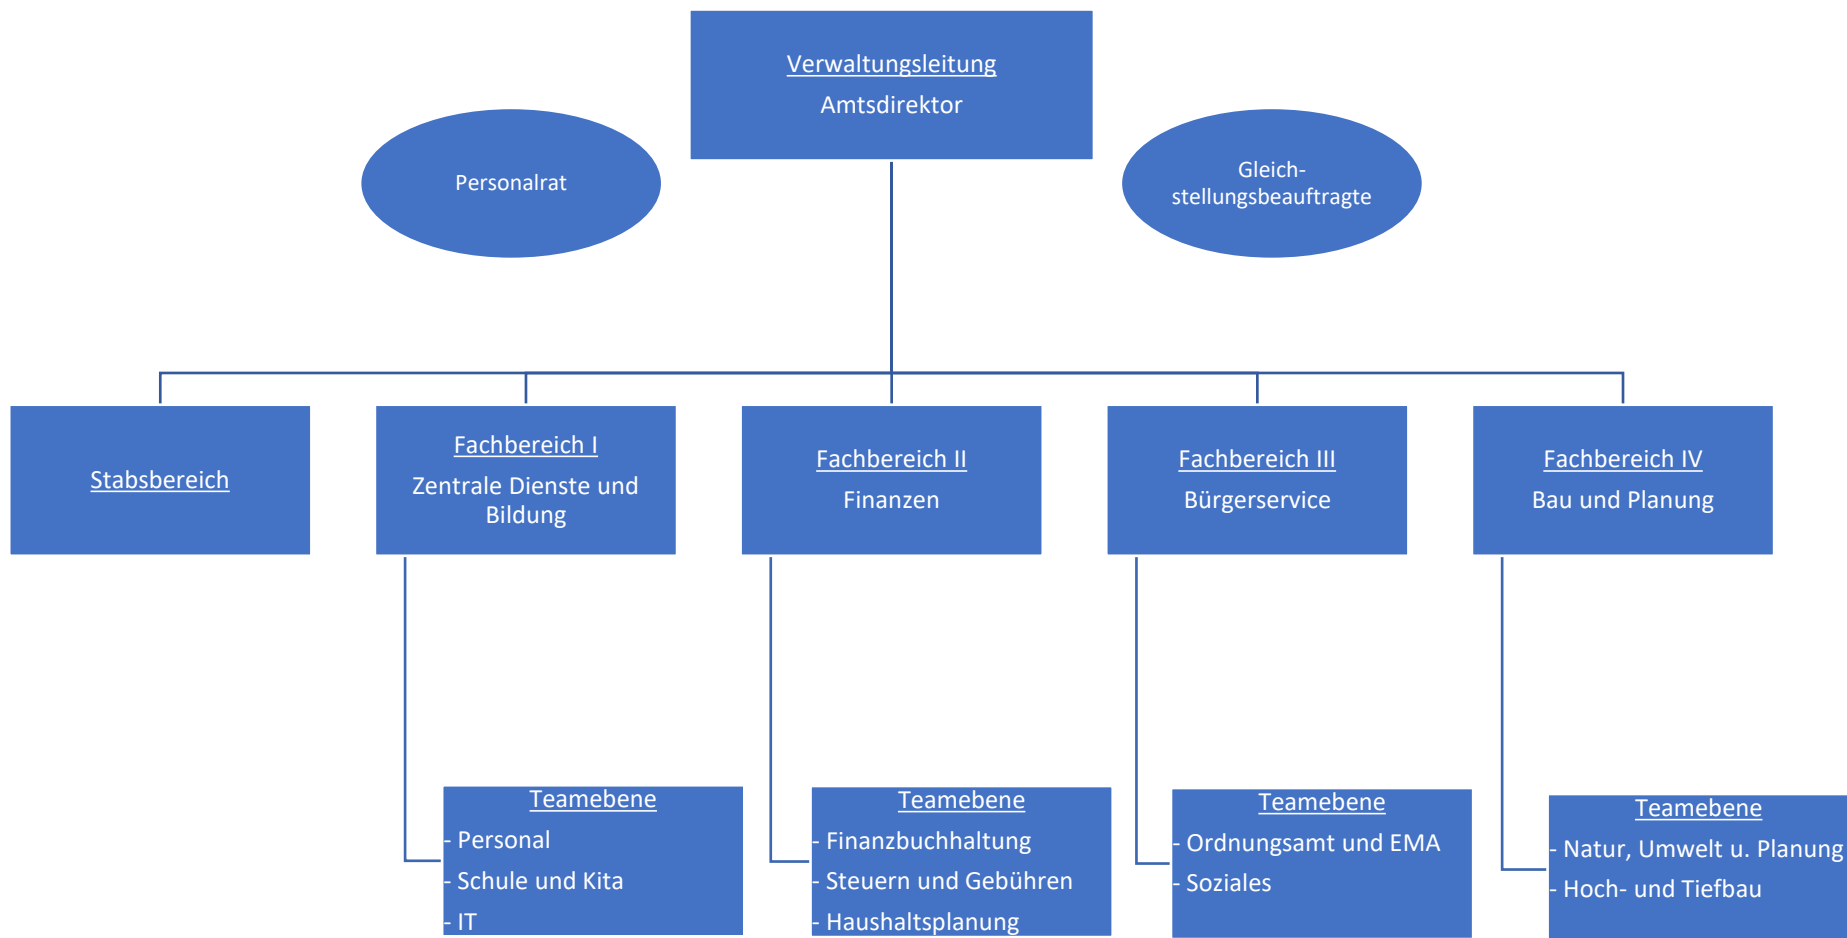 Verwaltungsleitung
Amtsdirektor
Personalrat
Gleich-
stellungsbeauftragte
Stabsbereich
Fachbereich I
Zentrale Dienste und
Bildung
Fachbereich II
Finanzen
Fachbereich III
Bürgerservice
Fachbereich IV
Bau und Planung
Teamebene
- Personal
- Schule und Kita
- IT
Teamebene
- Finanzbuchhaltung
- Steuern und Gebühren
- Haushaltsplanung
Teamebene
- Ordnungsamt und EMA
- Soziales
Teamebene
- Natur, Umwelt u. Planung
- Hoch- und Tiefbau